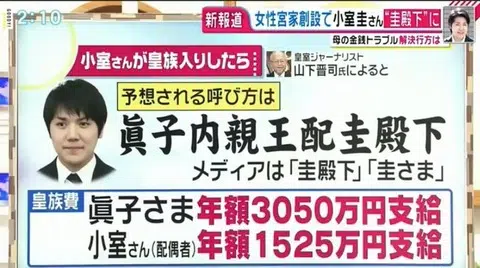 2:10
新報道
女性宮家創設で小室圭さん"圭殿下"に
母の金銭トラブル 解決行方は
小室さんが皇族入りしたら…
皇室ジャーナリスト
山下晋司氏によると
予想される呼び方は
眞子内親王配圭殿下
メディアは「圭殿下」「圭さま」
皇族費
眞子さま年額3050万円支給
小室さん(配偶者)年額1525万円支給